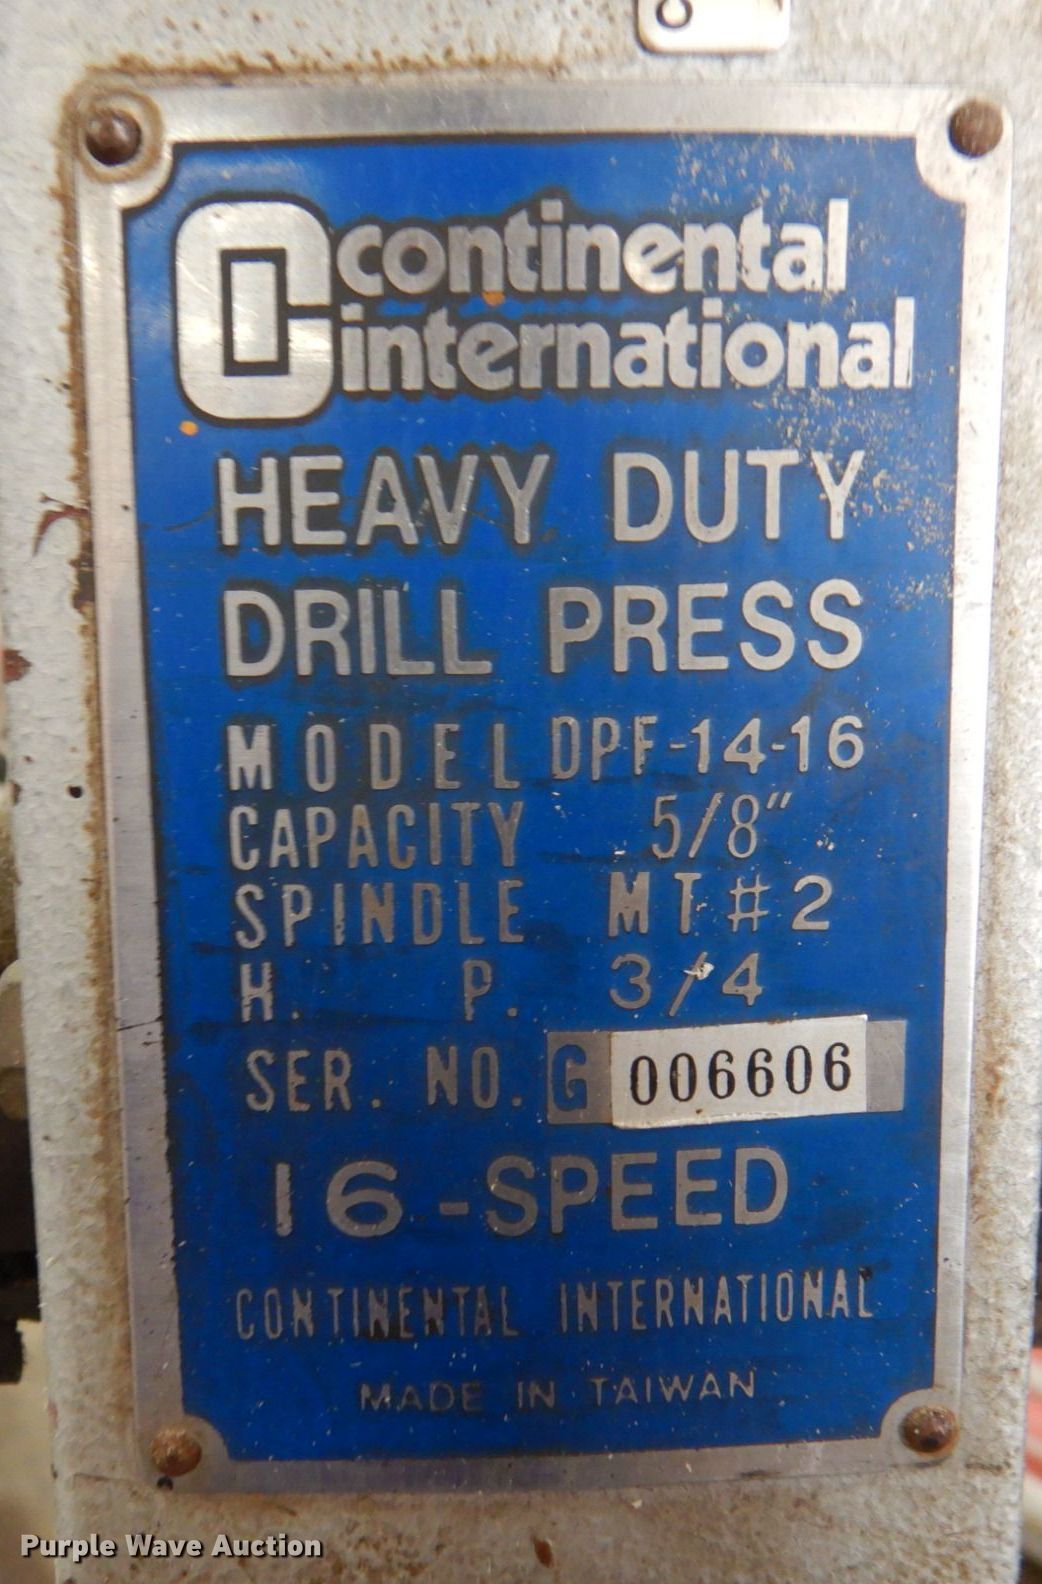 continental
international
HEAVY DUTY
DRILL PRESS
MODEL DPF-14-16
CAPACITY 5/8"
SPINDLE MT#2
H. P. 3/4
SER. NO. G 006606
16-SPEED
CONTINENTAL INTERNATIONAL
MADE IN TAIWAN
Purple Wave Auction